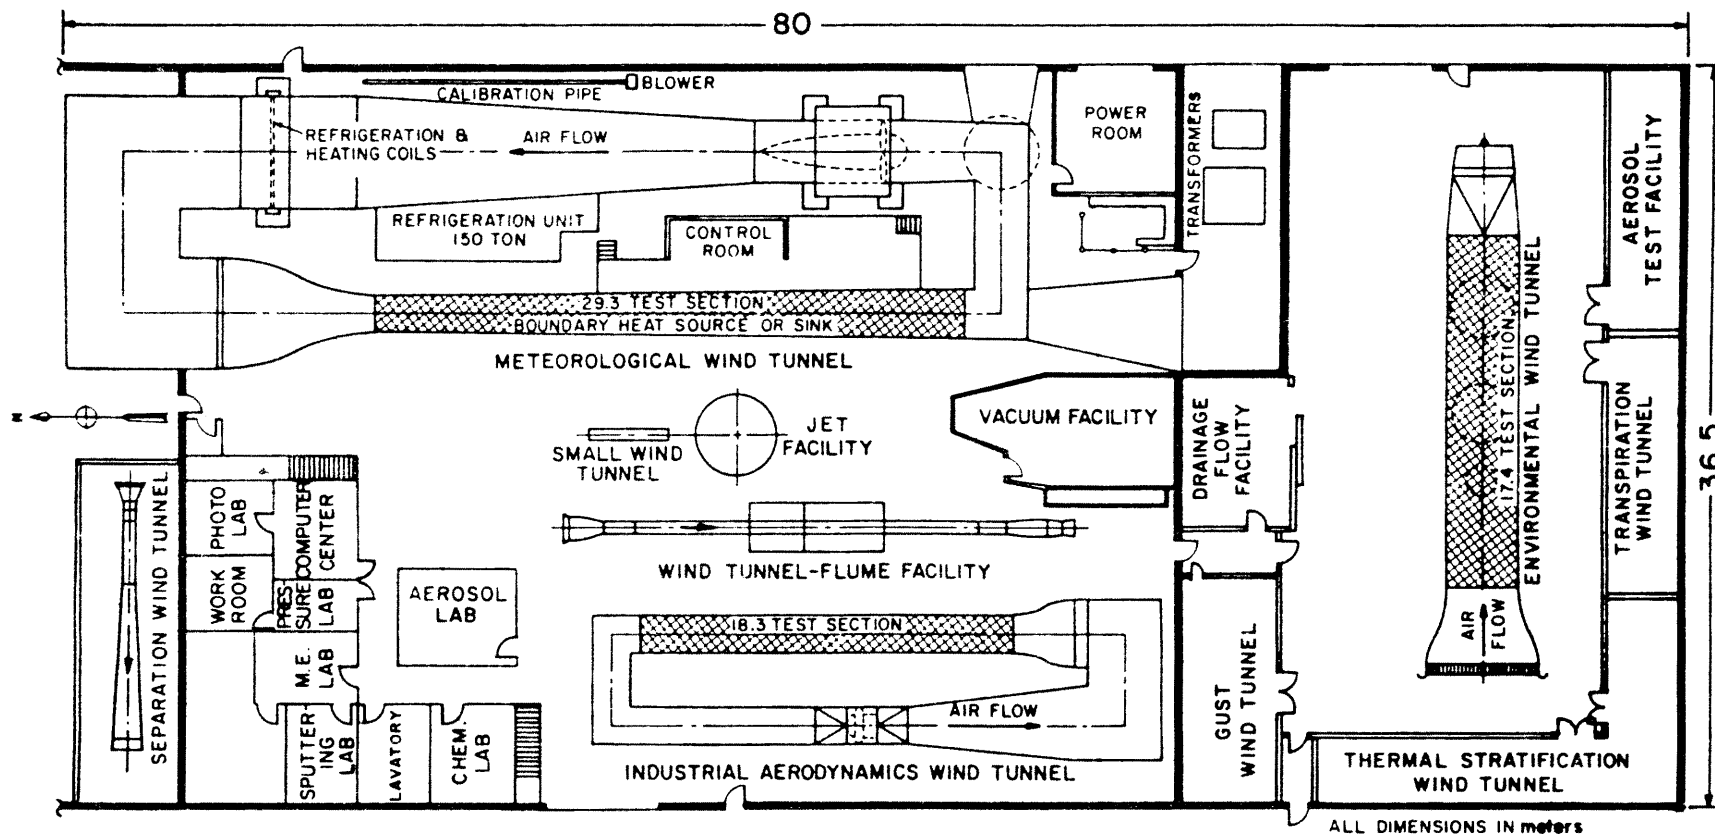 80
CALIBRATION PIPE
BLOWER
REFRIGERATION &
HEATING COILS
AIR FLOW
POWER
ROOM
TRANSFORMERS
AEROSOL
TEST FACILITY
REFRIGERATION UNIT
150 TON
CONTROL
ROOM
29.3 TEST SECTION
BOUNDARY HEAT SOURCE OR SINK
METEOROLOGICAL WIND TUNNEL
17.4 TEST SECTION
ENVIRONMENTAL WIND TUNNEL
AIR
FLOW
N
JET
FACILITY
SMALL WIND
TUNNEL
VACUUM FACILITY
DRAINAGE
FLOW
FACILITY
TRANSPIRATION
WIND TUNNEL
36.5
SEPARATION WIND TUNNEL
PHOTO
LAB
COMPUTER
CENTER
WORK
ROOM
PRES
SURE
LAB
AEROSOL
LAB
WIND TUNNEL-FLUME FACILITY
18.3 TEST SECTION
M.E.
LAB
SPUTTER-
ING
LAB
LAVATORY
CHEM.
LAB
AIR FLOW
INDUSTRIAL AERODYNAMICS WIND TUNNEL
GUST
WIND TUNNEL
THERMAL STRATIFICATION
WIND TUNNEL
ALL DIMENSIONS IN meters